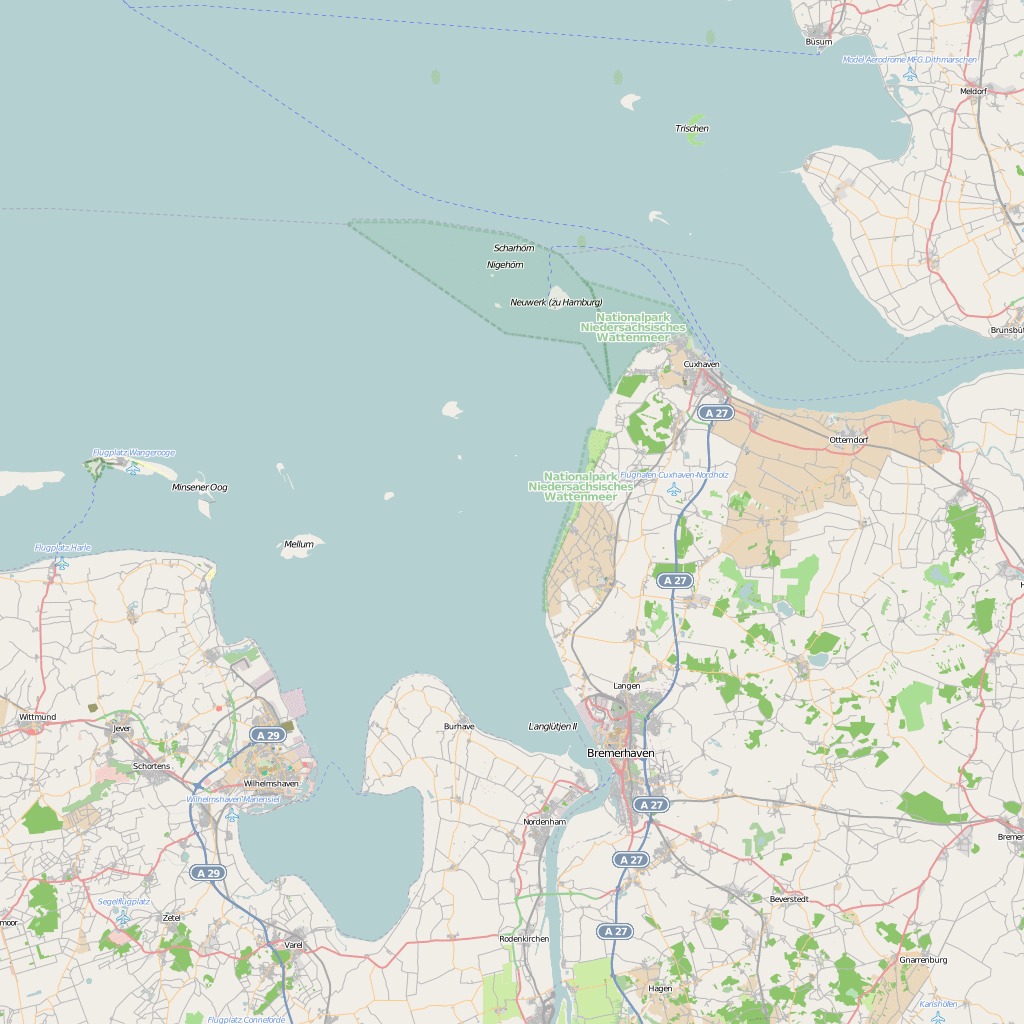 Büsum
Model Aerodrome MFG Dithmarschen
Meldorf
Trischen
Scharhörn
Nigehörn
Neuwerk (zu Hamburg)
Nationalpark
Niedersächsisches
Wattenmeer
Brunsbüt
Cuxhaven
A 27
Otterndorf
Flugplatz Wangerooge
Minsener Oog
Nationalpark
Niedersächsisches
Wattenmeer
Flughafen Cuxhaven-Nordholz
Flugplatz Harle
Mellum
A 27
H
Langen
Wittmund
Jever
Burhave
Langlütjen II
A 29
Bremerhaven
Schortens
Wilhelmshaven
Wilhelmshaven Mariensiel
A 27
Nordenham
Bremer
A 27
A 29
Segelflugplatz
Beverstedt
Zetel
moor
A 27
Varel
Rodenkirchen
Gnarrenburg
Hagen
Karlshöfen
Flugplatz Conneforde